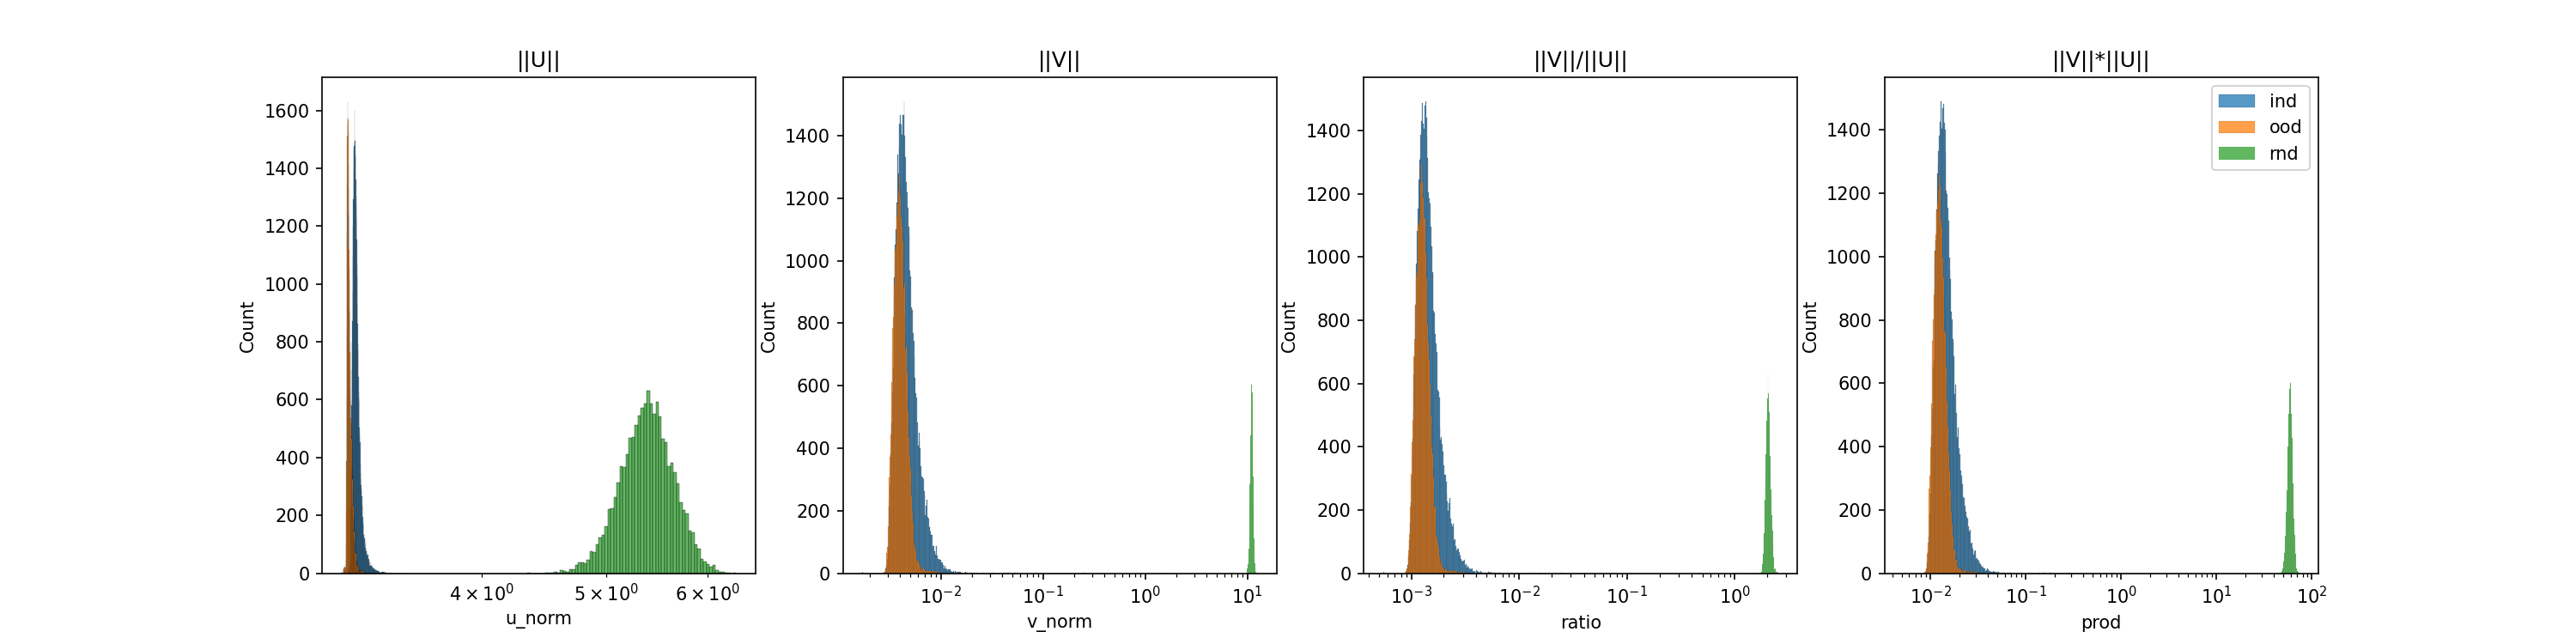 ||U||
1600
1400
1200
1000
800
600
400
200
0
Count
4 × 10⁰
5 × 10⁰
6 × 10⁰
u_norm
||V||
1400
1200
1000
800
600
400
200
0
Count
10⁻²
10⁻¹
10⁰
10¹
v_norm
||V||/||U||
1400
1200
1000
800
600
400
200
0
Count
10⁻³
10⁻²
10⁻¹
10⁰
ratio
||V||*||U||
ind
ood
rnd
1400
1200
1000
800
600
400
200
0
Count
10⁻²
10⁻¹
10⁰
10¹
10²
prod